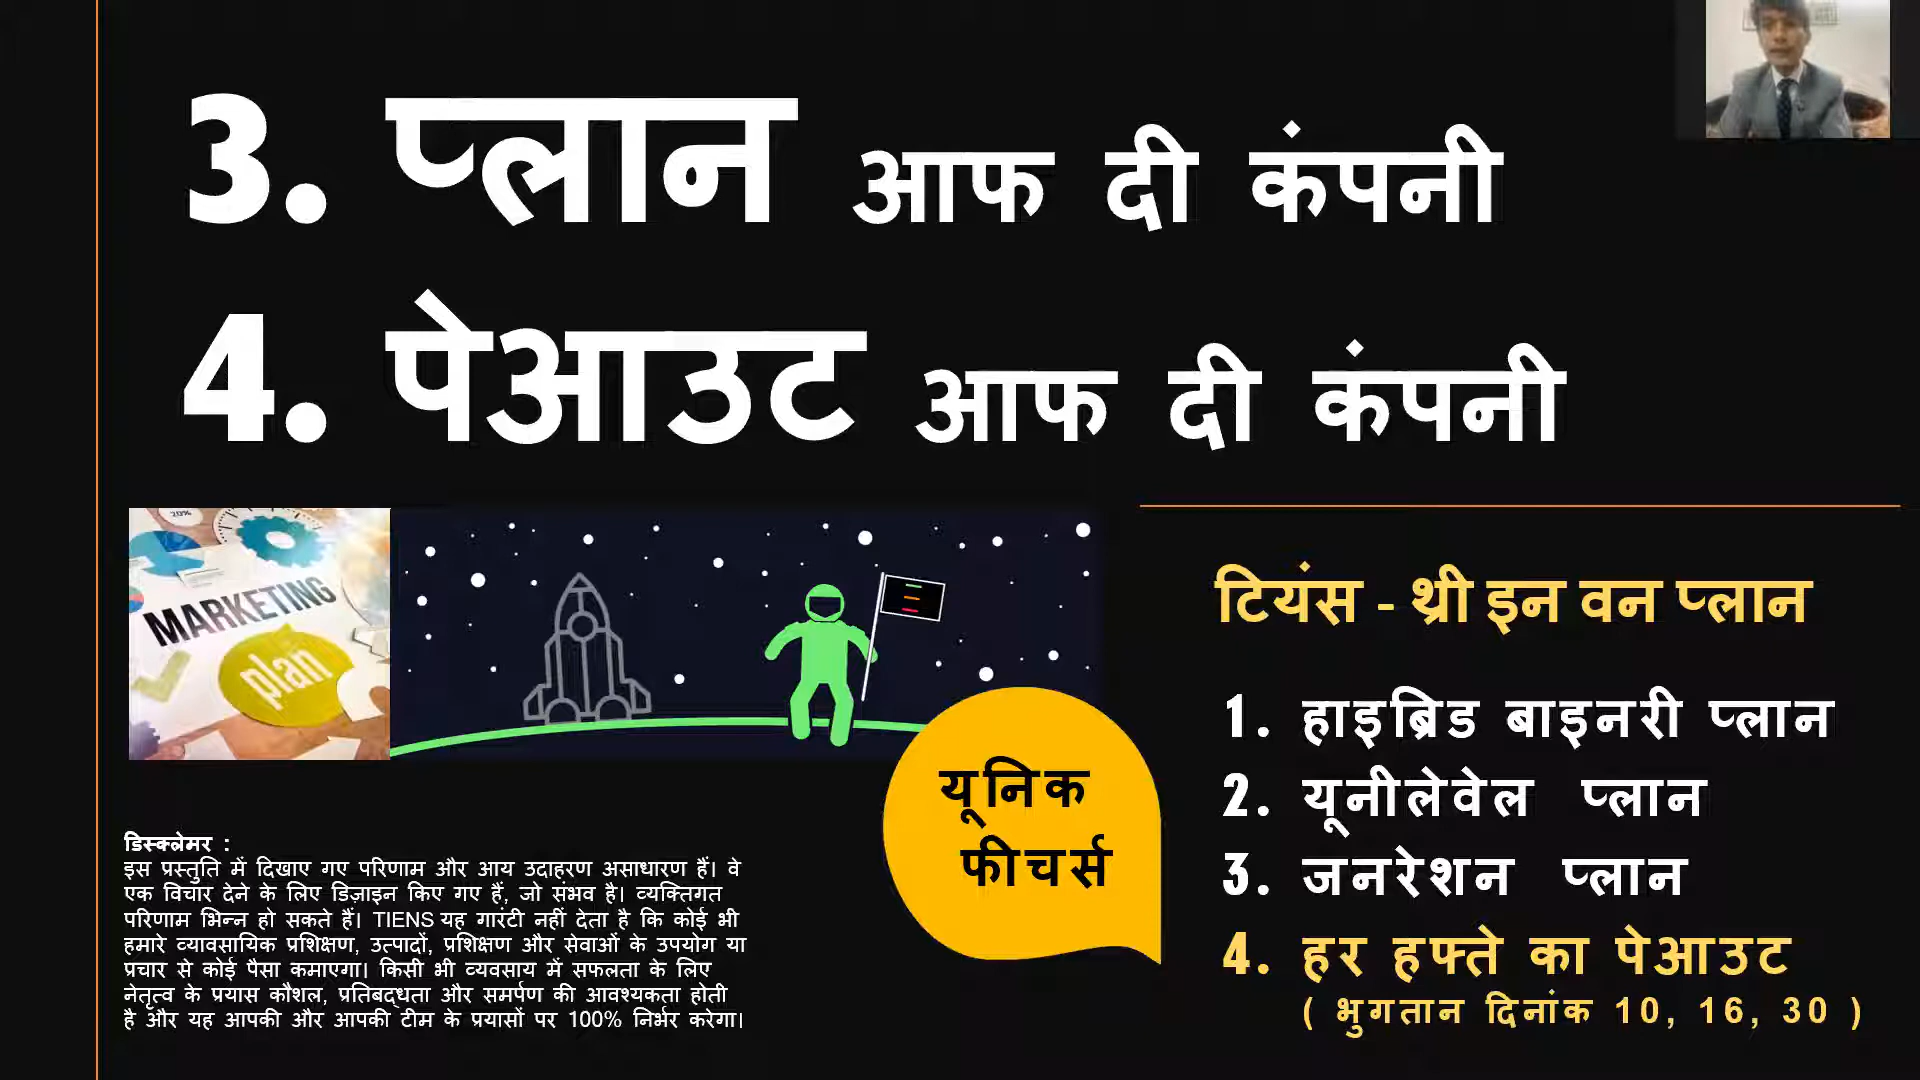 3. प्लान आफ दी कंपनी
4. पेआउट आफ दी कंपनी
20%
MARKETING
plan
टियंस - थ्री इन वन प्लान
1. हाइब्रिड बाइनरी प्लान
2. यूनीलेवेल प्लान
3. जनरेशन प्लान
4. हर हफ्ते का पेआउट
( भुगतान दिनांक 10, 16, 30 )
यूनिक
फीचर्स
डिस्क्लेमर :
इस प्रस्तुति में दिखाए गए परिणाम और आय उदाहरण असाधारण हैं। वे
एक विचार देने के लिए डिज़ाइन किए गए हैं, जो संभव है। व्यक्तिगत
परिणाम भिन्न हो सकते हैं। TIENS यह गारंटी नहीं देता है कि कोई भी
हमारे व्यावसायिक प्रशिक्षण, उत्पादों, प्रशिक्षण और सेवाओं के उपयोग या
प्रचार से कोई पैसा कमाएगा। किसी भी व्यवसाय में सफलता के लिए
नेतृत्व के प्रयास कौशल, प्रतिबद्धता और समर्पण की आवश्यकता होती
है और यह आपकी और आपकी टीम के प्रयासों पर 100% निर्भर करेगा।